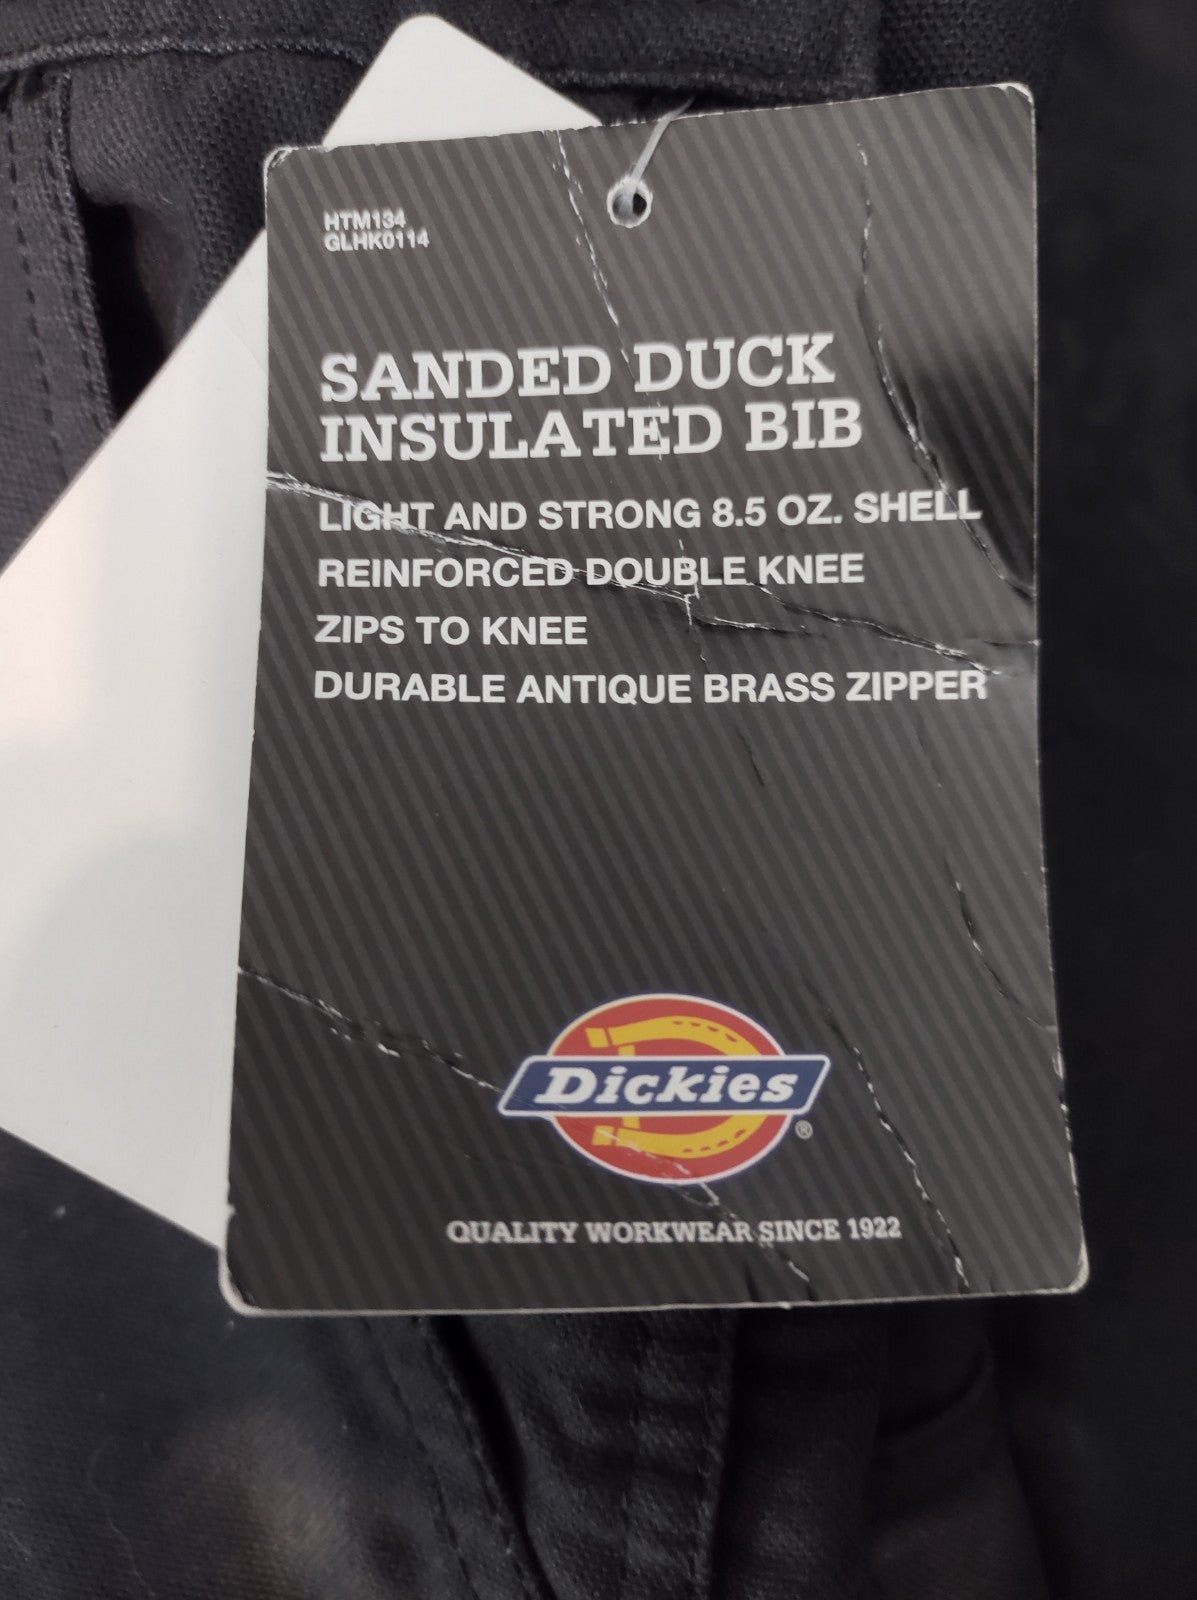 HTM134
GLHK0114
SANDED DUCK
INSULATED BIB
LIGHT AND STRONG 8.5 OZ. SHELL
REINFORCED DOUBLE KNEE
ZIPS TO KNEE
DURABLE ANTIQUE BRASS ZIPPER
Dickies
®
QUALITY WORKWEAR SINCE 1922